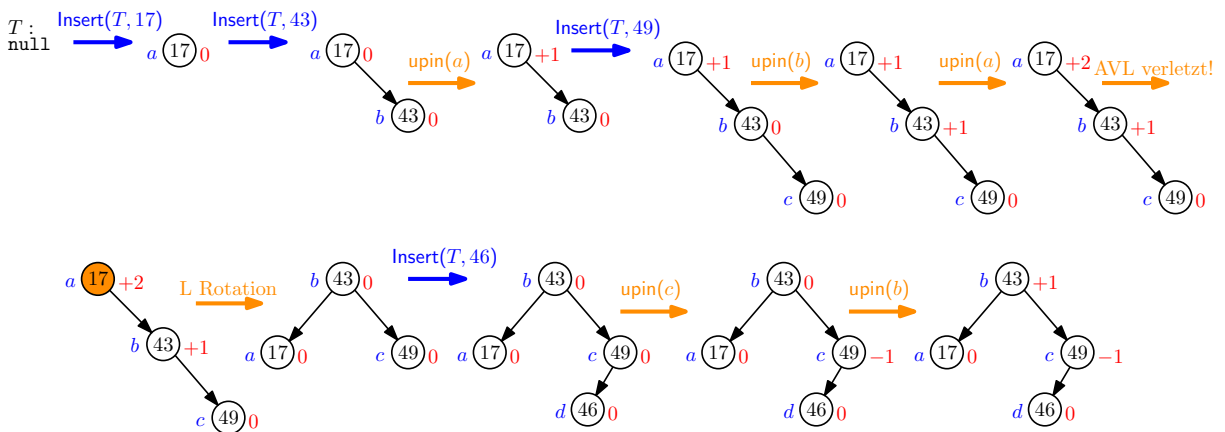 T :
null
Insert(T, 17)
a 17 0
Insert(T, 43)
a 17 0
b 43 0
upin(a)
a 17 +1
b 43 0
Insert(T, 49)
a 17 +1
b 43 0
c 49 0
upin(b)
a 17 +1
b 43 +1
c 49 0
upin(a)
a 17 +2
b 43 +1
c 49 0
AVL verletzt!
a 17 +2
b 43 +1
c 49 0
L Rotation
b 43 0
a 17 0
c 49 0
Insert(T, 46)
b 43 0
a 17 0
c 49 0
d 46 0
upin(c)
b 43 0
a 17 0
c 49 −1
d 46 0
upin(b)
b 43 +1
a 17 0
c 49 −1
d 46 0